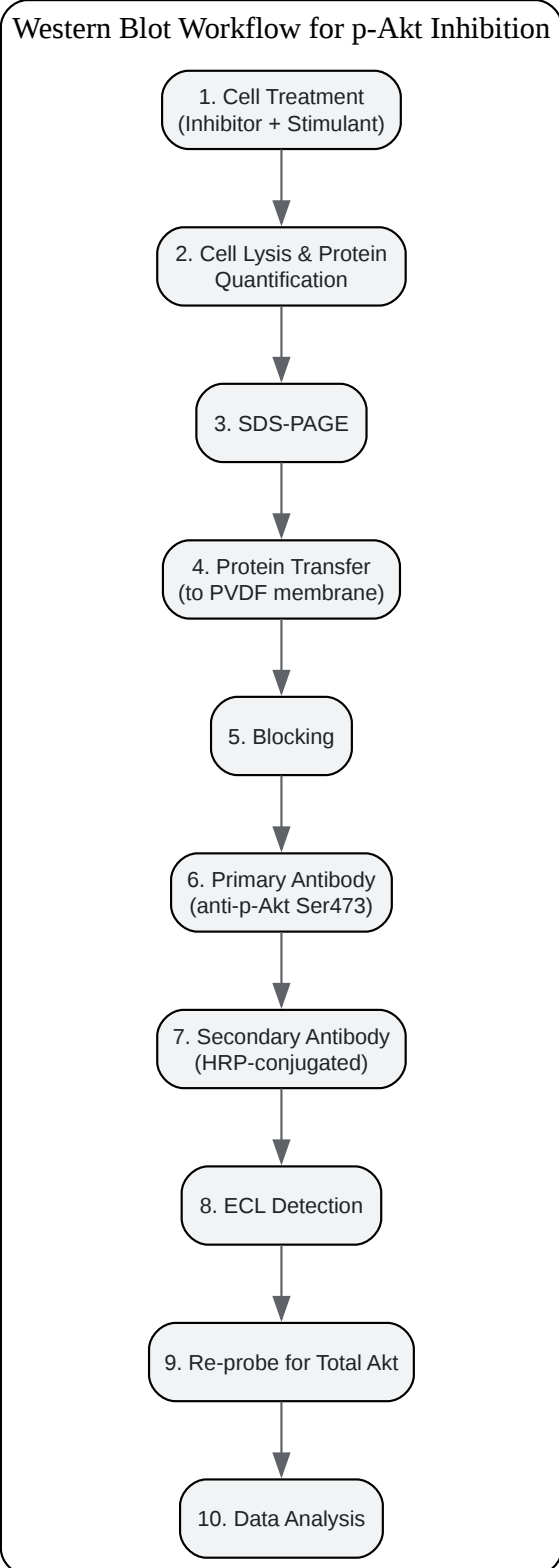 Western Blot Workflow for p-Akt Inhibition
1. Cell Treatment
(Inhibitor + Stimulant)
2. Cell Lysis & Protein
Quantification
3. SDS-PAGE
4. Protein Transfer
(to PVDF membrane)
5. Blocking
6. Primary Antibody
(anti-p-Akt Ser473)
7. Secondary Antibody
(HRP-conjugated)
8. ECL Detection
9. Re-probe for Total Akt
10. Data Analysis